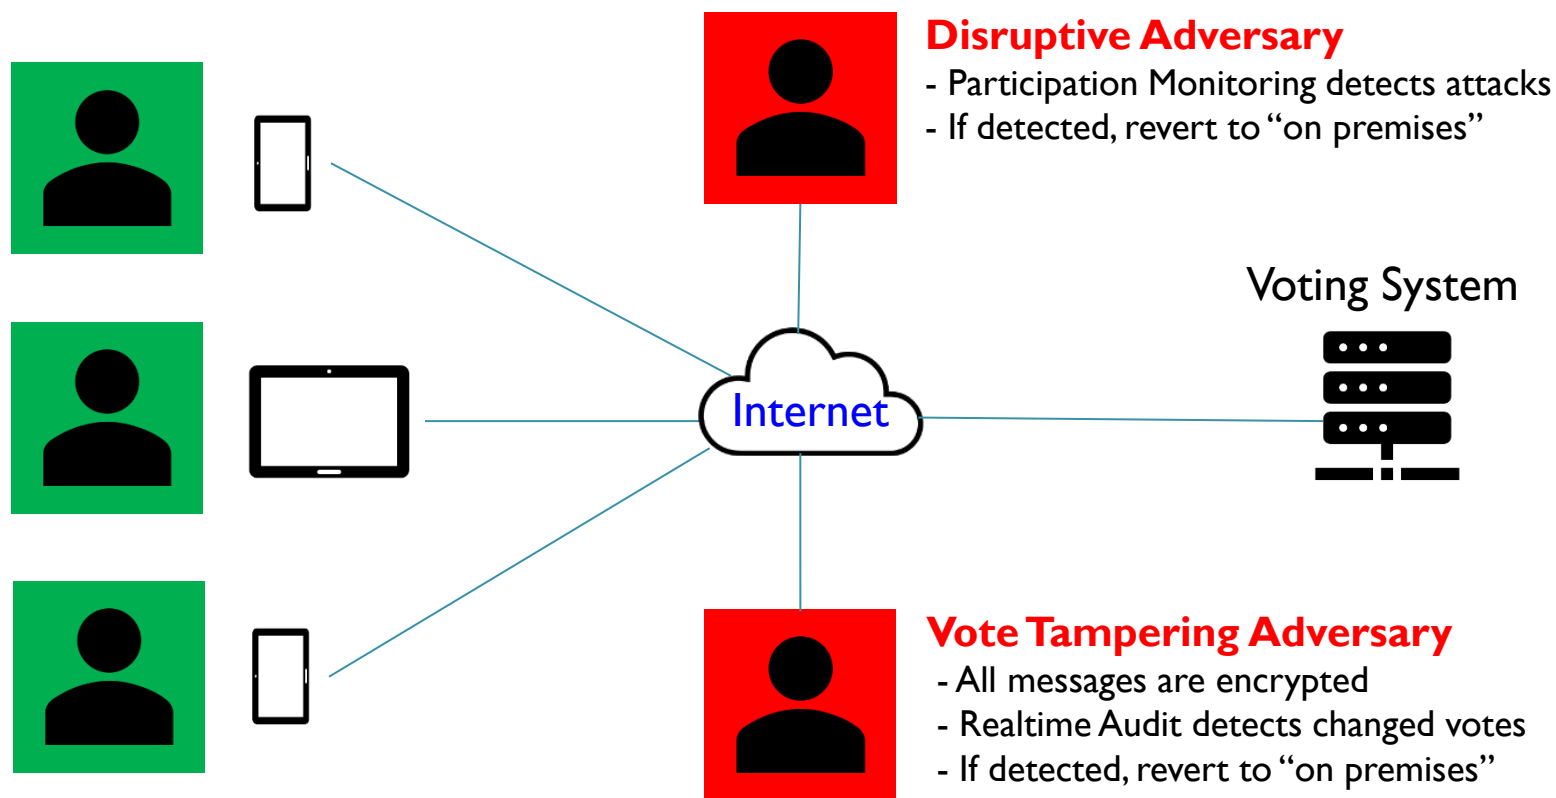 Disruptive Adversary
- Participation Monitoring detects attacks
- If detected, revert to “on premises”
Voting System
Internet
Vote Tampering Adversary
- All messages are encrypted
- Realtime Audit detects changed votes
- If detected, revert to “on premises”